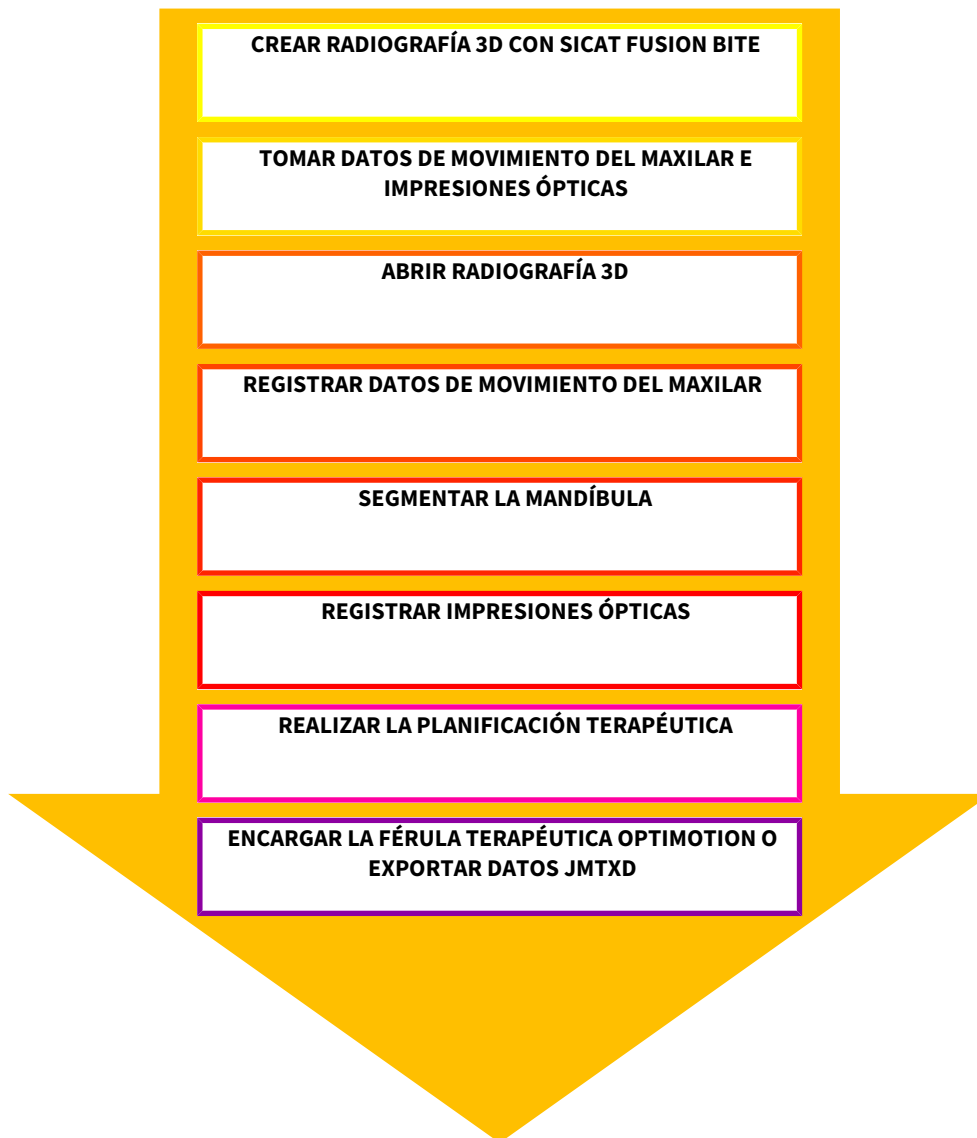 CREAR RADIOGRAFÍA 3D CON SICAT FUSION BITE
TOMAR DATOS DE MOVIMIENTO DEL MAXILAR E
IMPRESIONES ÓPTICAS
ABRIR RADIOGRAFÍA 3D
REGISTRAR DATOS DE MOVIMIENTO DEL MAXILAR
SEGMENTAR LA MANDÍBULA
REGISTRAR IMPRESIONES ÓPTICAS
REALIZAR LA PLANIFICACIÓN TERAPÉUTICA
ENCARGAR LA FÉRULA TERAPÉUTICA OPTIMOTION O
EXPORTAR DATOS JMTXD